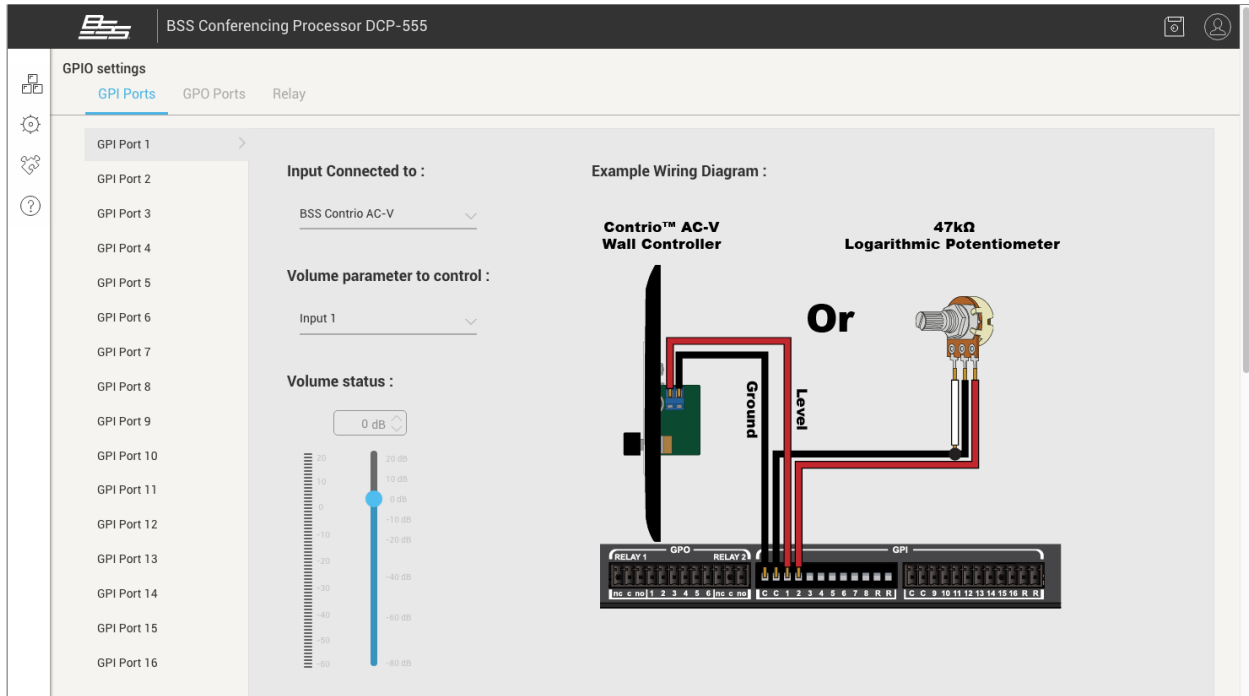 BSS
BSS Conferencing Processor DCP-555
GPIO settings
GPI Ports
GPO Ports
Relay
GPI Port 1
GPI Port 2
GPI Port 3
GPI Port 4
GPI Port 5
GPI Port 6
GPI Port 7
GPI Port 8
GPI Port 9
GPI Port 10
GPI Port 11
GPI Port 12
GPI Port 13
GPI Port 14
GPI Port 15
GPI Port 16
Input Connected to :
BSS Contrio AC-V
Volume parameter to control :
Input 1
Volume status :
0 dB
20
10
0
-10
-20
-30
-40
-50
-60
20 dB
10 dB
0 dB
-10 dB
-20 dB
-40 dB
-60 dB
-80 dB
Example Wiring Diagram :
Contrio™ AC-V
Wall Controller
47kΩ
Logarithmic Potentiometer
Or
Ground
Level
GPO
RELAY 1
RELAY 2
GPI
nc c no 1 2 3 4 5 6 nc c no
C C 1 2 3 4 5 6 7 8 R R
C C 9 10 11 12 13 14 15 16 R R
?